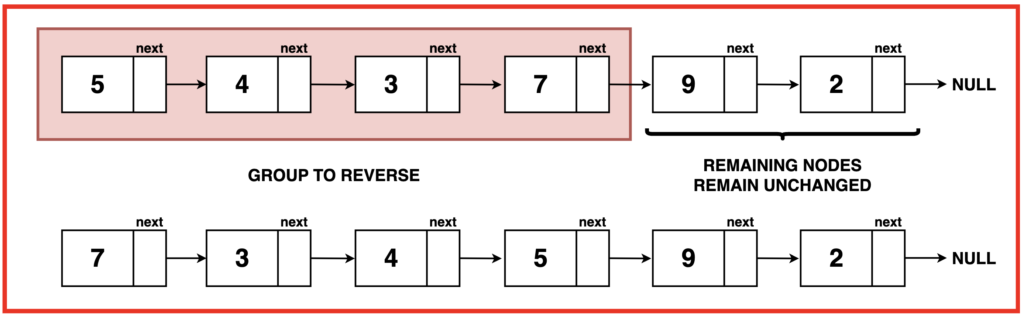 next next next next next next
5 4 3 7 9 2 NULL
GROUP TO REVERSE
REMAINING NODES
REMAIN UNCHANGED
next next next next next next
7 3 4 5 9 2 NULL